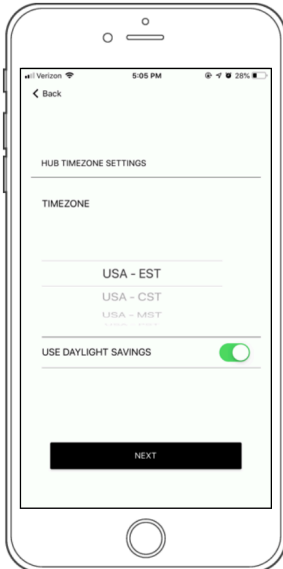 Verizon 5:05 PM 28%
Back
HUB TIMEZONE SETTINGS
TIMEZONE
USA - EST
USA - CST
USA - MST
USE DAYLIGHT SAVINGS
NEXT